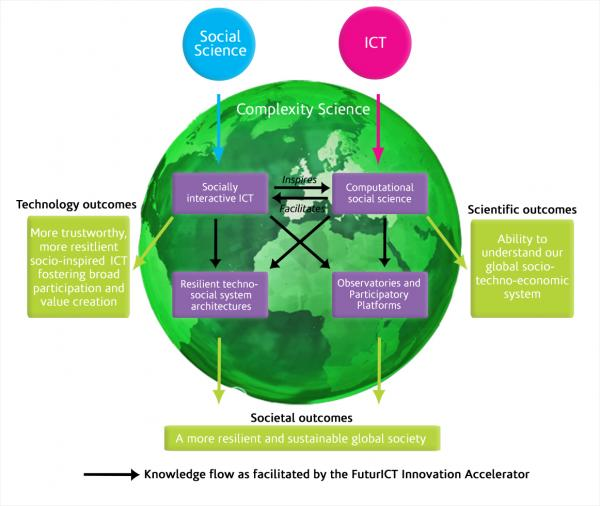 Social
Science
ICT
Complexity Science
Inspires
Socially
interactive ICT
Computational
social science
Facilitates
Technology outcomes
More trustworthy,
more resitlient
socio-inspired ICT
fostering broad
participation and
value creation
Scientific outcomes
Ability to
understand our
global socio-
techno-economic
system
Resilient techno-
social system
architectures
Observatories and
Participatory
Platforms
Societal outcomes
A more resilient and sustainable global society
Knowledge flow as facilitated by the FuturICT Innovation Accelerator